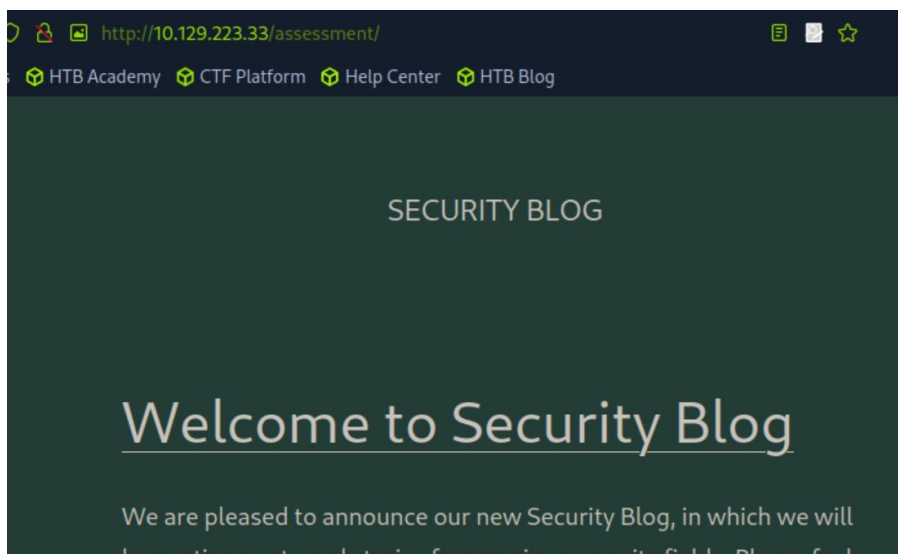 http://10.129.223.33/assessment/
HTB Academy CTF Platform Help Center HTB Blog
SECURITY BLOG
Welcome to Security Blog
We are pleased to announce our new Security Blog, in which we will